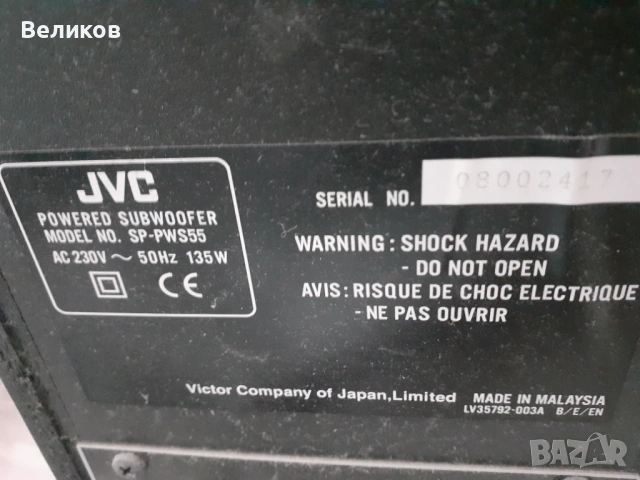 Великов
JVC
POWERED SUBWOOFER
MODEL NO. SP-PWS55
AC 230V ~ 50Hz 135W
CE
SERIAL NO. 08002417
WARNING : SHOCK HAZARD
- DO NOT OPEN
AVIS : RISQUE DE CHOC ELECTRIQUE
- NE PAS OUVRIR
Victor Company of Japan, Limited MADE IN MALAYSIA
LV35792-003A B/E/EN
BAZAR